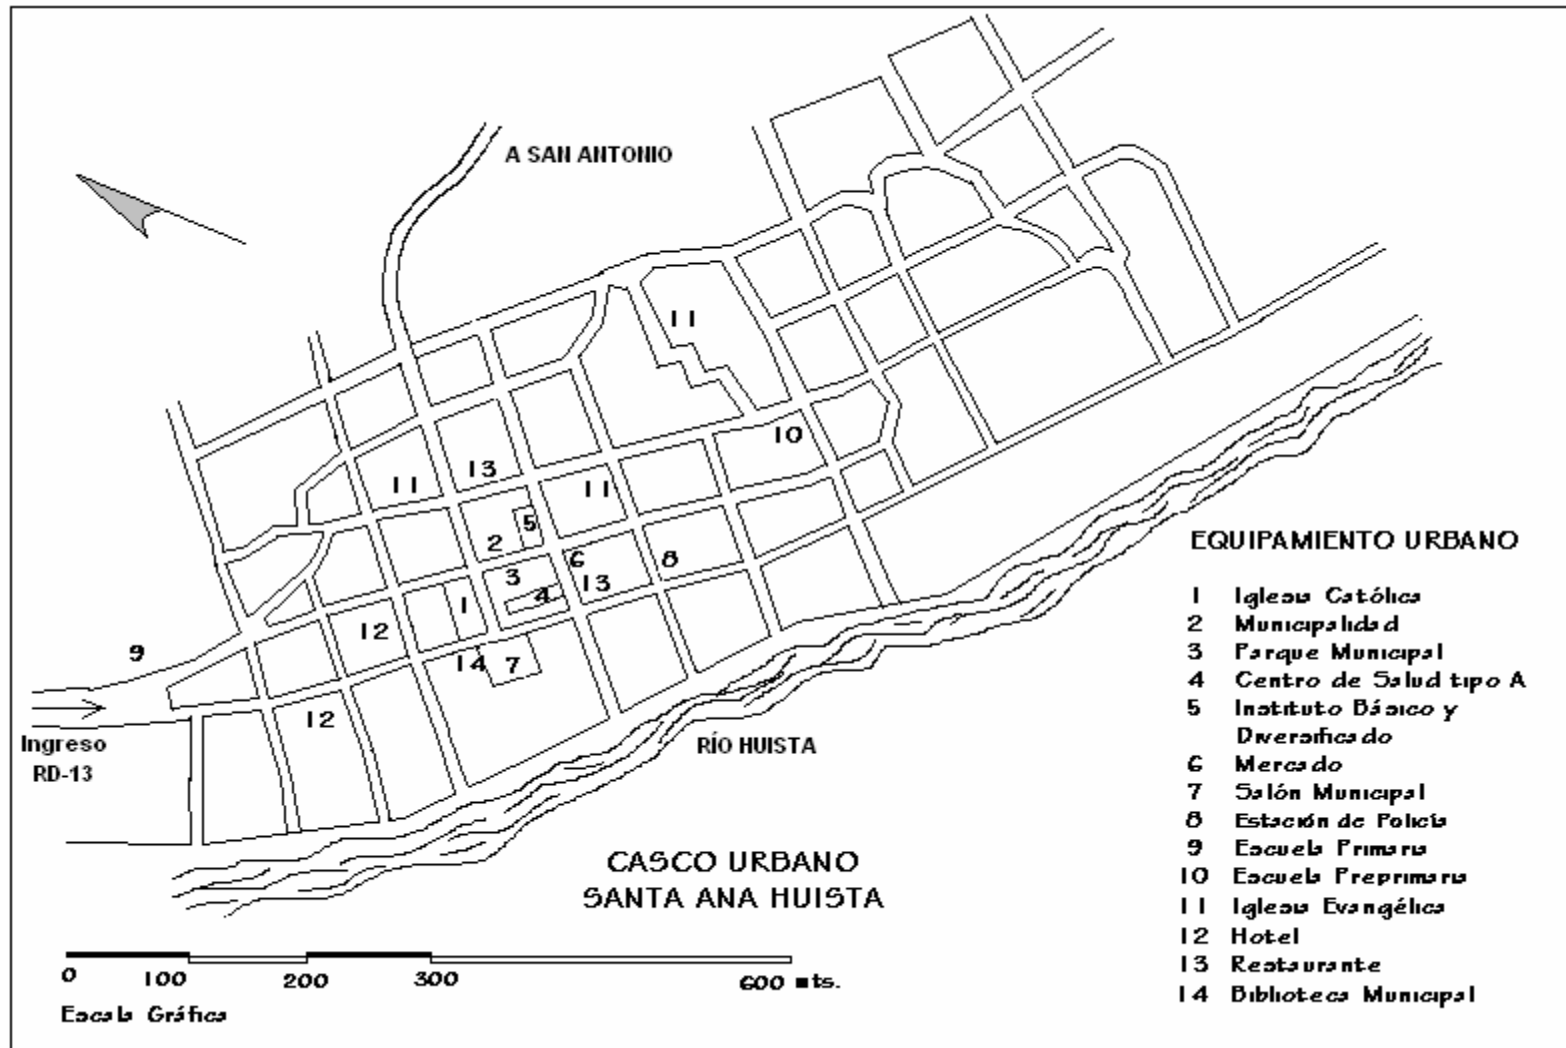 A SAN ANTONIO
11
11
13
11
10
5
2
3
6
8
4
13
1
12
9
14
7
12
Ingreso
RD-13
RÍO HUISTA
CASCO URBANO
SANTA ANA HUISTA
0 100 200 300 600 mts.
Escala Gráfica
EQUIPAMIENTO URBANO
1 Iglesia Católica
2 Municipalidad
3 Parque Municipal
4 Centro de Salud tipo A
5 Instituto Básico y
Diversificado
6 Mercado
7 Salón Municipal
8 Estación de Policía
9 Escuela Primaria
10 Escuela Preprimaria
11 Iglesia Evangélica
12 Hotel
13 Restaurante
14 Biblioteca Municipal